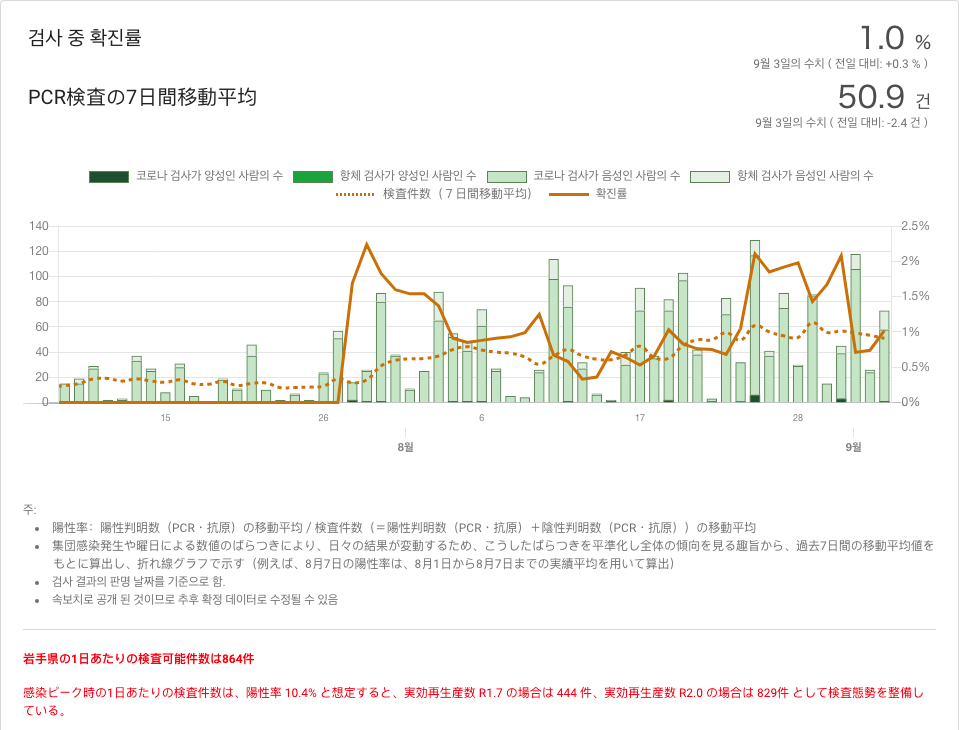 검사 중 확진률
1.0 %
9월 3일의 수치 ( 전일 대비: +0.3 % )
PCR検査の7日間移動平均
50.9 건
9월 3일의 수치 ( 전일 대비: -2.4 건 )
코로나 검사가 양성인 사람의 수 항체 검사가 양성인 사람인 수 코로나 검사가 음성인 사람의 수 항체 검사가 음성인 사람의 수
検査件数（７日間移動平均） 확진률
140 2.5%
120 2%
100
80 1.5%
60 1%
40 0.5%
20
0 0%
15 26 6 17 28
8월 9월
주:
陽性率：陽性判明数（PCR・抗原）の移動平均 / 検査件数（＝陽性判明数（PCR・抗原）＋陰性判明数（PCR・抗原））の移動平均
集団感染発生や曜日による数値のばらつきにより、日々の結果が変動するため、こうしたばらつきを平準化し全体の傾向を見る趣旨から、過去7日間の移動平均値を
もとに算出し、折れ線グラフで示す（例えば、8月7日の陽性率は、8月1日から8月7日までの実績平均を用いて算出）
검사 결과의 판명 날짜를 기준으로 함.
속보치로 공개 된 것이므로 추후 확정 데이터로 수정될 수 있음
岩手県の1日あたりの検査可能件数は864件
感染ピーク時の1日あたりの検査件数は、陽性率 10.4% と想定すると、実効再生産数 R1.7 の場合は 444 件、実効再生産数 R2.0 の場合は 829件 として検査態勢を整備し
ている。